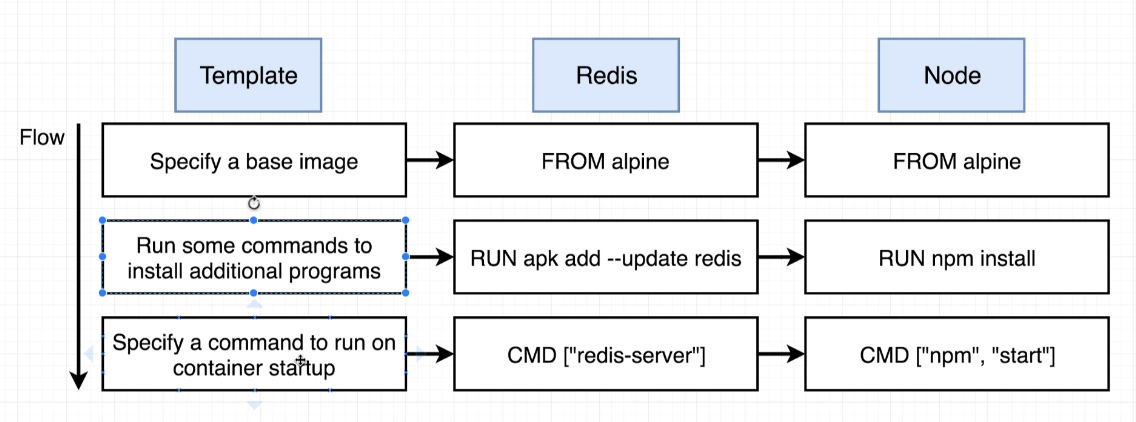 Template
Redis
Node
Flow
Specify a base image
FROM alpine
FROM alpine
Run some commands to
install additional programs
RUN apk add --update redis
RUN npm install
Specify a command to run on
container startup
CMD ["redis-server"]
CMD ["npm", "start"]